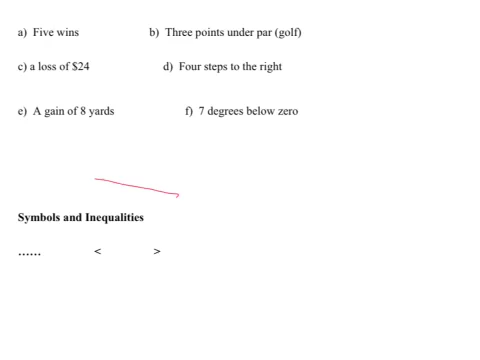 a) Five wins b) Three points under par (golf)
c) a loss of $24 d) Four steps to the right
e) A gain of 8 yards f) 7 degrees below zero
Symbols and Inequalities
…… < >